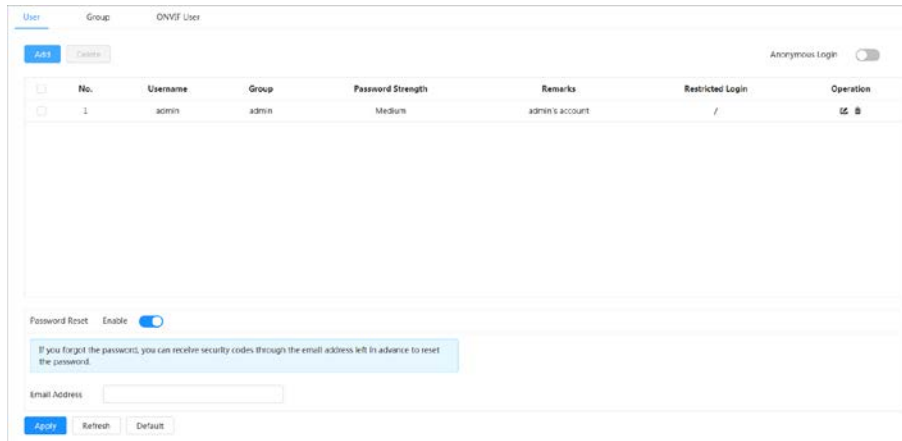 User Group ONVIF User
Add Delete Anonymous Login
No. Username Group Password Strength Remarks Restricted Login Operation
1 admin admin Medium admin's account /
Password Reset Enable
If you forgot the password, you can receive security codes through the email address left in advance to reset
the password.
Email Address
Apply Refresh Default